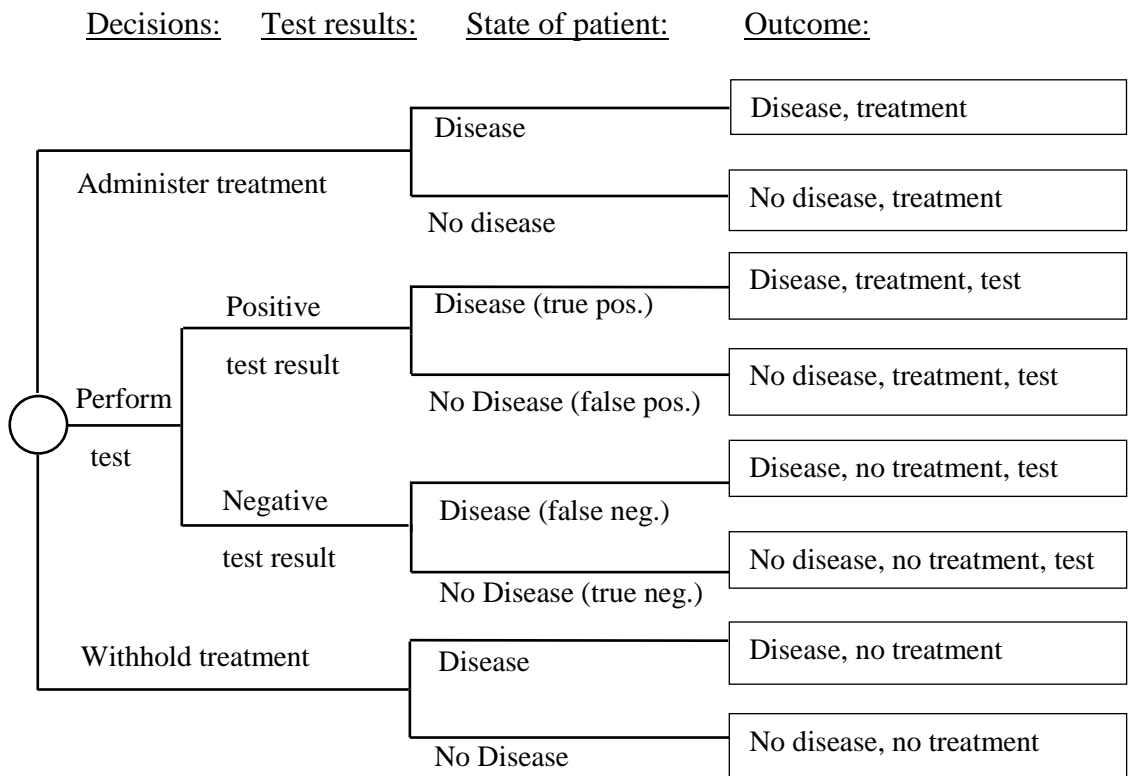 Decisions: Test results: State of patient: Outcome:
Disease, treatment
Disease
Administer treatment
No disease, treatment
No disease
Disease, treatment, test
Positive
Disease (true pos.)
test result
No disease, treatment, test
Perform
No Disease (false pos.)
test
Disease, no treatment, test
Negative
Disease (false neg.)
test result
No disease, no treatment, test
No Disease (true neg.)
Disease, no treatment
Withhold treatment
Disease
No disease, no treatment
No Disease